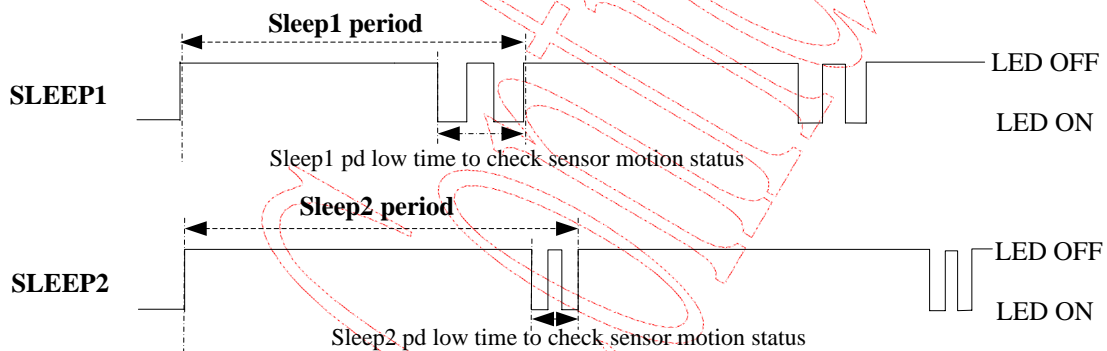 Sleep1 period
LED OFF
SLEEP1
LED ON
Sleep1 pd low time to check sensor motion status
Sleep2 period
LED OFF
SLEEP2
LED ON
Sleep2 pd low time to check sensor motion status